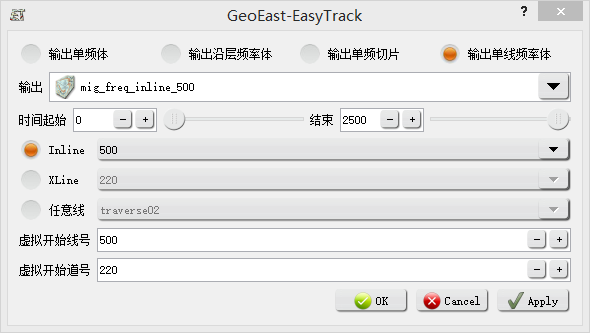 GeoEast-EasyTrack
输出单频体 输出沿层频率体 输出单频切片 输出单线频率体
输出 mig_freq_inline_500
时间起始 0 结束 2500
Inline 500
XLine 220
任意线 traverse02
虚拟开始线号 500
虚拟开始道号 220
OK Cancel Apply